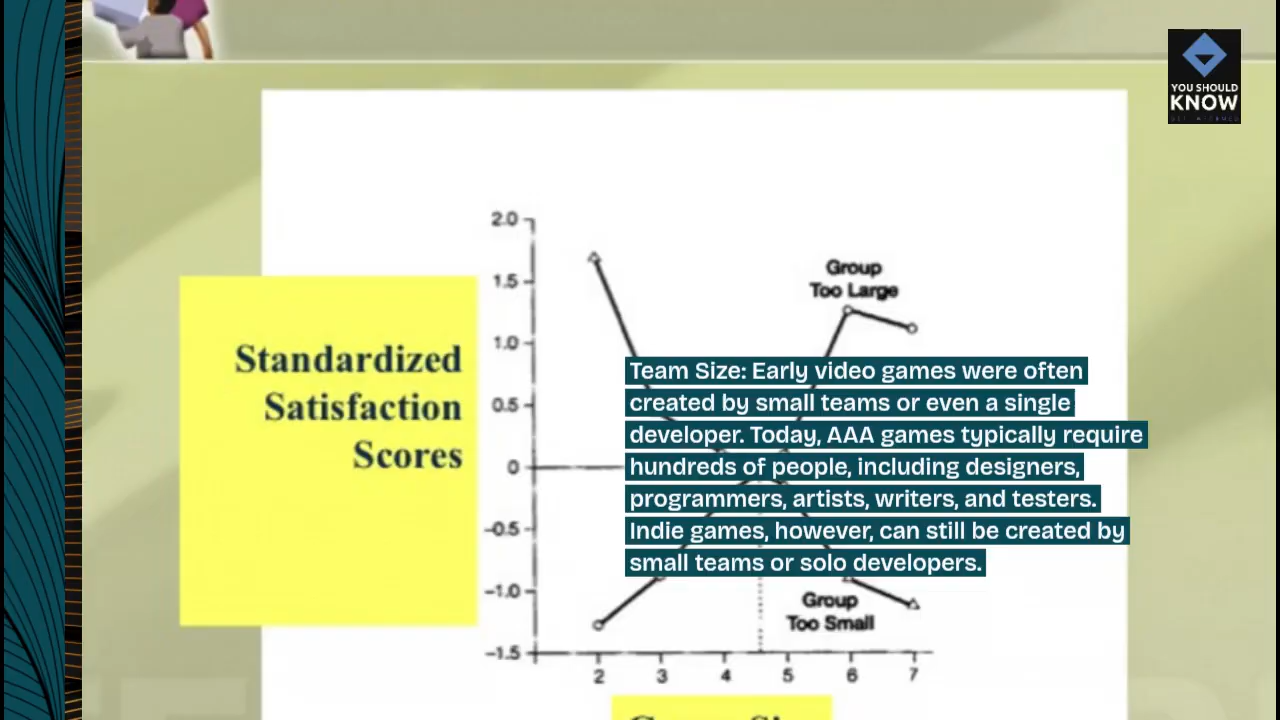 YOU SHOULD
KNOW
2.0
Group
Too Large
1.5
1.0
Standardized
Satisfaction
Scores
0.5
0
-0.5
-1.0
-1.5
Team Size: Early video games were often
created by small teams or even a single
developer. Today, AAA games typically require
hundreds of people, including designers,
programmers, artists, writers, and testers.
Indie games, however, can still be created by
small teams or solo developers.
Group
Too Small
2 3 4 5 6 7